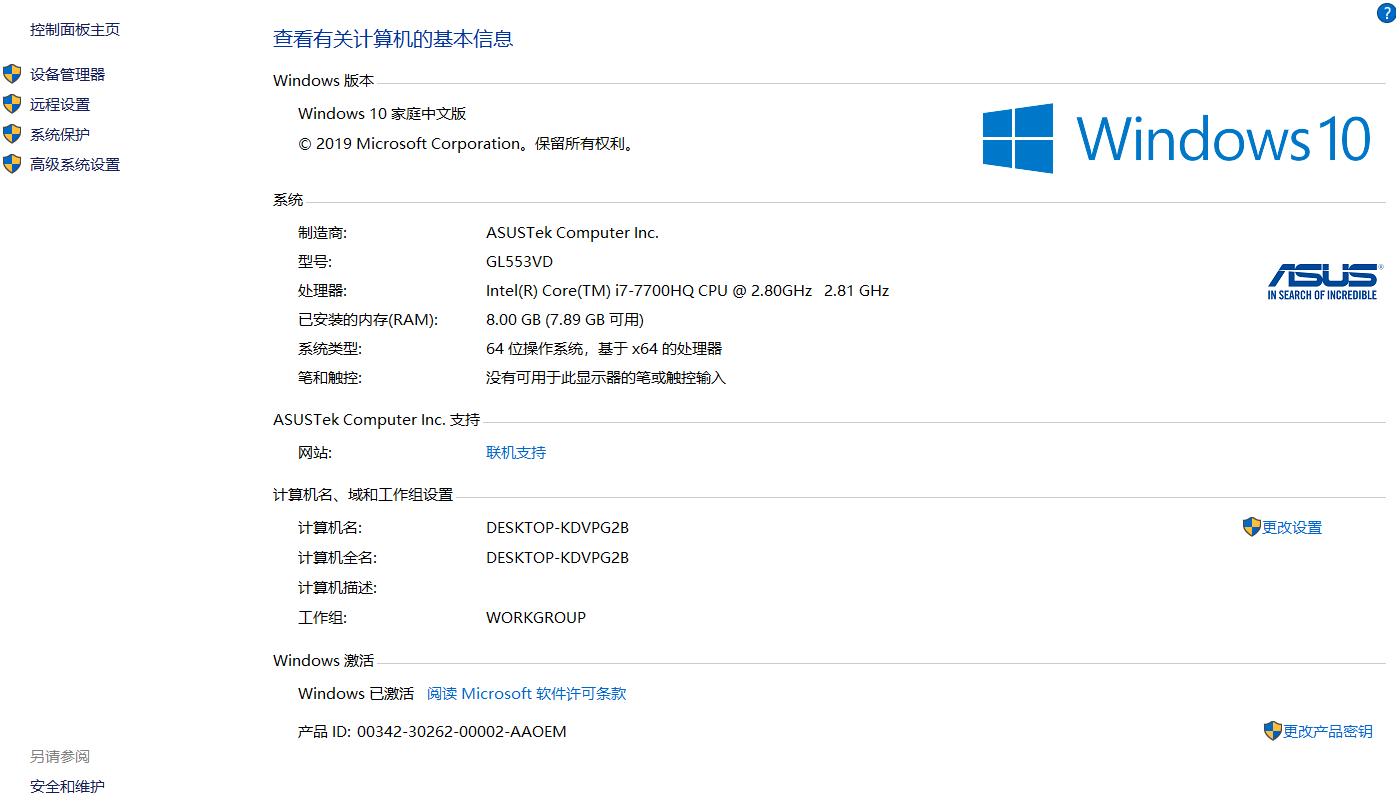 控制面板主页
设备管理器
远程设置
系统保护
高级系统设置
另请参阅
安全和维护
?
查看有关计算机的基本信息
Windows 版本
Windows 10 家庭中文版
© 2019 Microsoft Corporation。保留所有权利。
Windows 10
系统
制造商: ASUSTek Computer Inc.
型号: GL553VD
处理器: Intel(R) Core(TM) i7-7700HQ CPU @ 2.80GHz 2.81 GHz
已安装的内存(RAM): 8.00 GB (7.89 GB 可用)
系统类型: 64 位操作系统，基于 x64 的处理器
笔和触控: 没有可用于此显示器的笔或触控输入
ASUS®
IN SEARCH OF INCREDIBLE
ASUSTek Computer Inc. 支持
网站: 联机支持
计算机名、域和工作组设置
计算机名: DESKTOP-KDVPG2B 更改设置
计算机全名: DESKTOP-KDVPG2B
计算机描述:
工作组: WORKGROUP
Windows 激活
Windows 已激活 阅读 Microsoft 软件许可条款
产品 ID: 00342-30262-00002-AAOEM 更改产品密钥